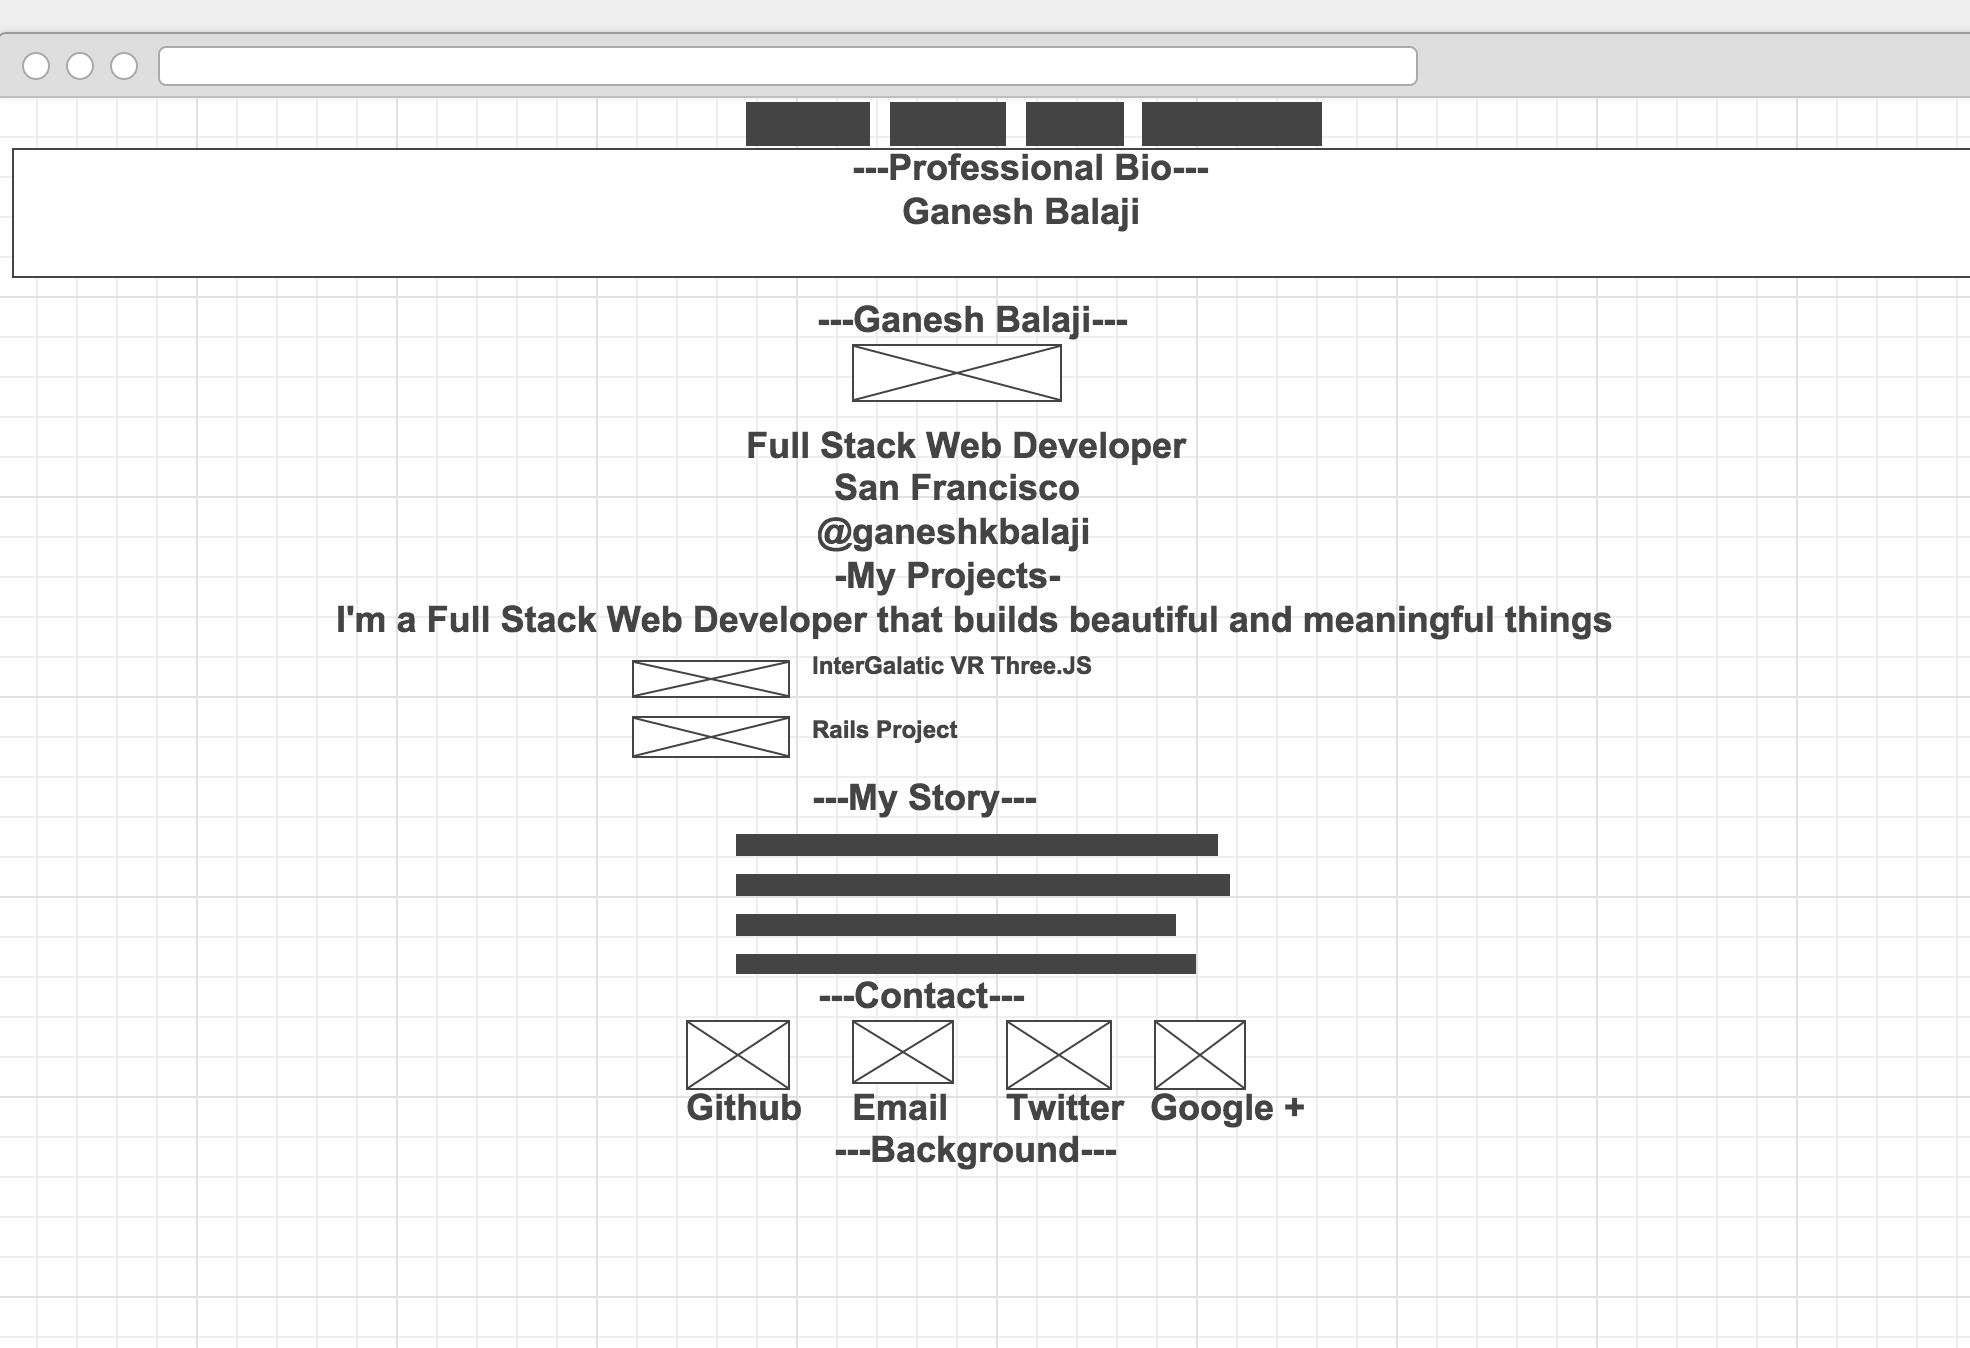 ---Professional Bio---
Ganesh Balaji
---Ganesh Balaji---
Full Stack Web Developer
San Francisco
@ganeshkbalaji
-My Projects-
I'm a Full Stack Web Developer that builds beautiful and meaningful things
InterGalatic VR Three.JS
Rails Project
---My Story---
---Contact---
Github Email Twitter Google +
---Background---